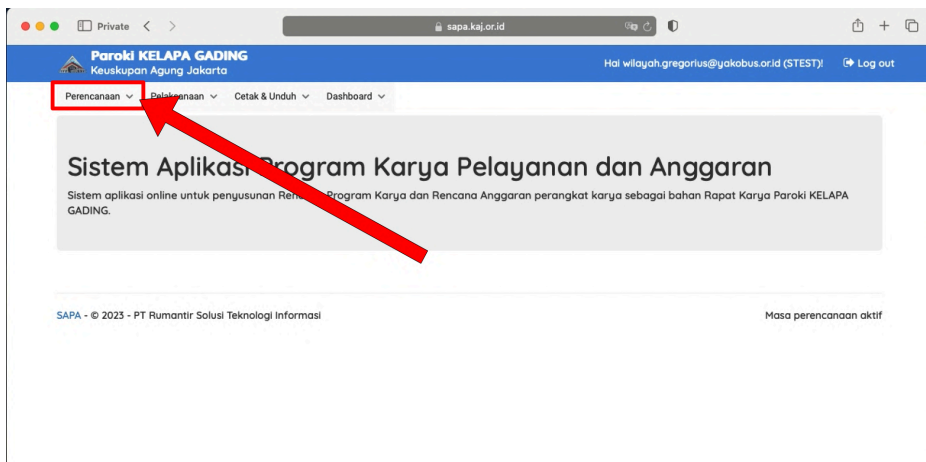 Private
sapa.kaj.or.id
Paroki KELAPA GADING
Keuskupan Agung Jakarta
Hai wilayah.gregorius@yakobus.or.id (STEST)!
Log out
Perencanaan
Pelaksanaan
Cetak & Unduh
Dashboard
Sistem Aplikasi Program Karya Pelayanan dan Anggaran
Sistem aplikasi online untuk penyusunan Program Karya dan Rencana Anggaran perangkat karya sebagai bahan Rapat Karya Paroki KELAPA
GADING.
SAPA - © 2023 - PT Rumantir Solusi Teknologi Informasi
Masa perencanaan aktif